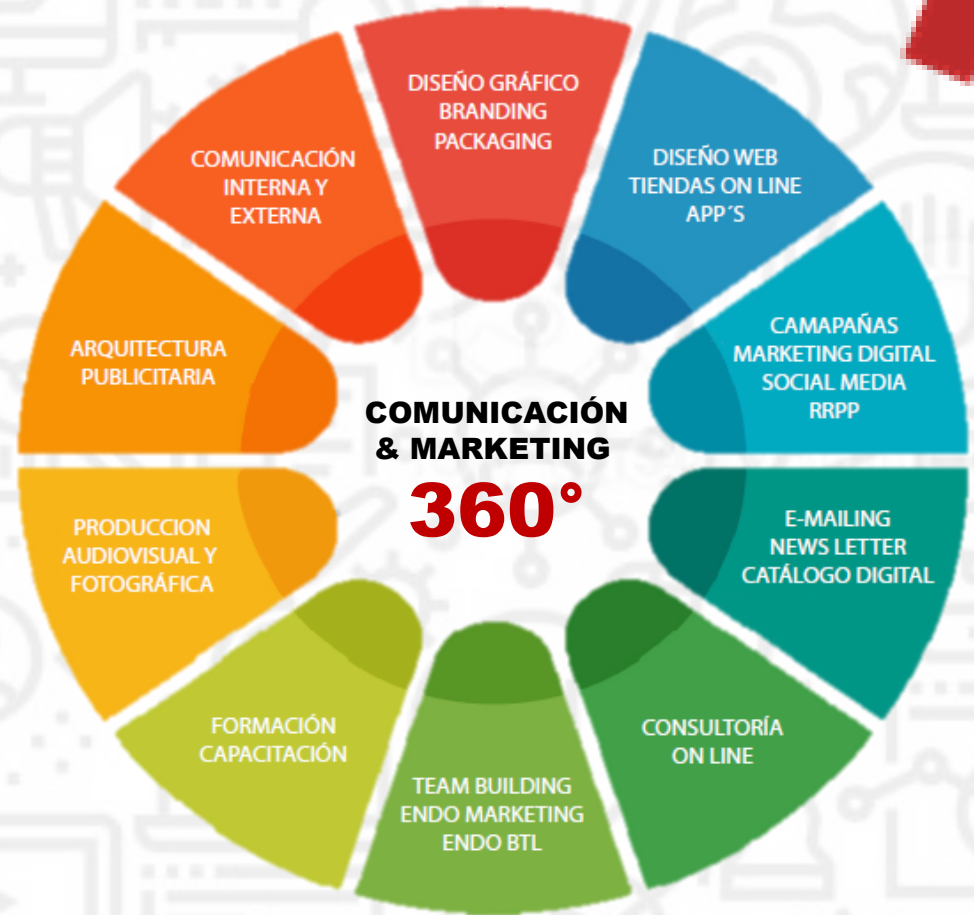 DISEÑO GRÁFICO
BRANDING
PACKAGING
DISEÑO WEB
TIENDAS ON LINE
APP´S
CAMAPAÑAS
MARKETING DIGITAL
SOCIAL MEDIA
RRPP
E-MAILING
NEWS LETTER
CATÁLOGO DIGITAL
CONSULTORÍA
ON LINE
TEAM BUILDING
ENDO MARKETING
ENDO BTL
FORMACIÓN
CAPACITACIÓN
PRODUCCION
AUDIOVISUAL Y
FOTOGRÁFICA
ARQUITECTURA
PUBLICITARIA
COMUNICACIÓN
INTERNA Y
EXTERNA
COMUNICACIÓN
& MARKETING
360°